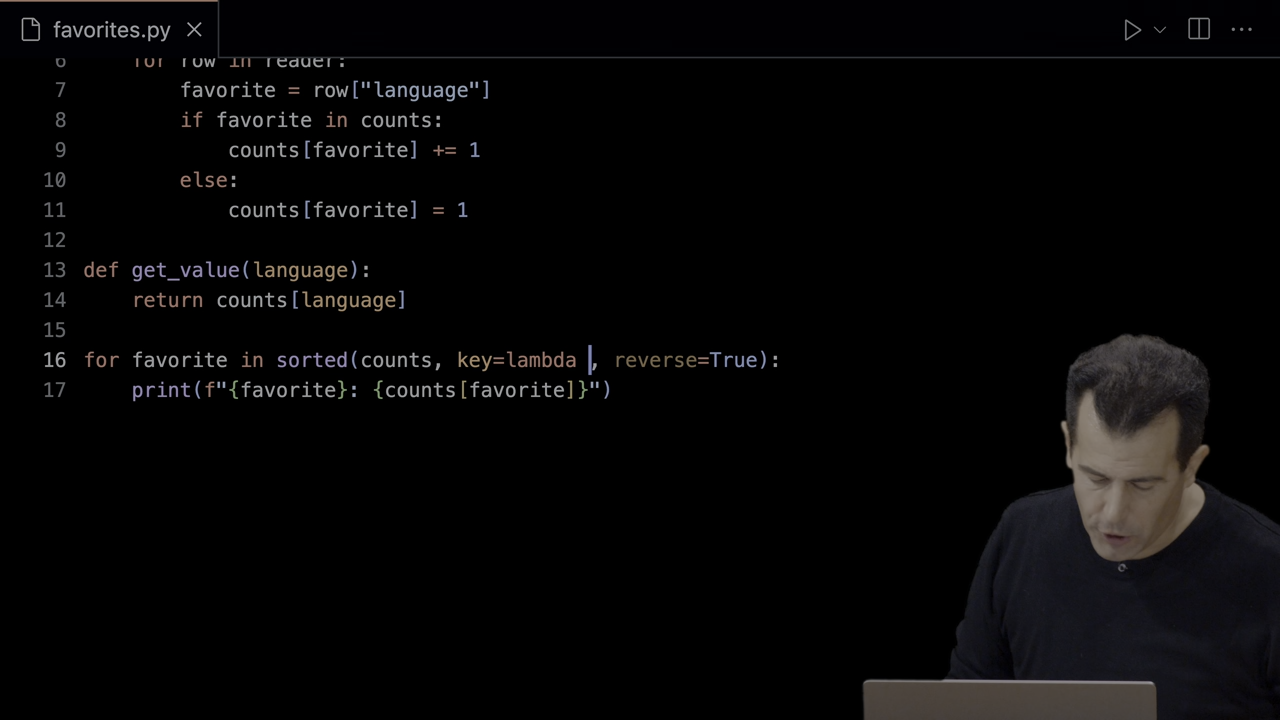 favorites.py
6 for row in reader:
7 favorite = row["language"]
8 if favorite in counts:
9 counts[favorite] += 1
10 else:
11 counts[favorite] = 1
12
13 def get_value(language):
14 return counts[language]
15
16 for favorite in sorted(counts, key=lambda , reverse=True):
17 print(f"{favorite}: {counts[favorite]}")